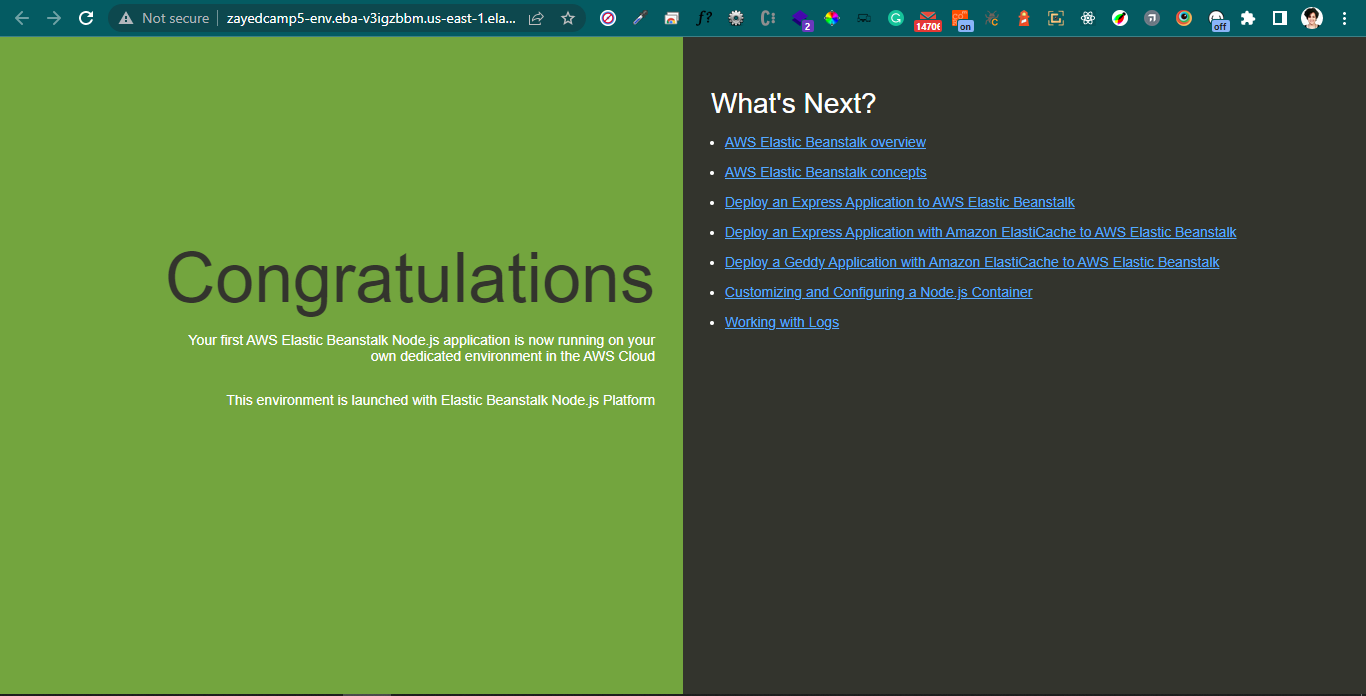 Not secure
zayedcamp5-env.eba-v3igzbbm.us-east-1.ela...
f?
C
2
1470
on
C
off
Congratulations
Your first AWS Elastic Beanstalk Node.js application is now running on your
own dedicated environment in the AWS Cloud
This environment is launched with Elastic Beanstalk Node.js Platform
What's Next?
AWS Elastic Beanstalk overview
AWS Elastic Beanstalk concepts
Deploy an Express Application to AWS Elastic Beanstalk
Deploy an Express Application with Amazon ElastiCache to AWS Elastic Beanstalk
Deploy a Geddy Application with Amazon ElastiCache to AWS Elastic Beanstalk
Customizing and Configuring a Node.js Container
Working with Logs